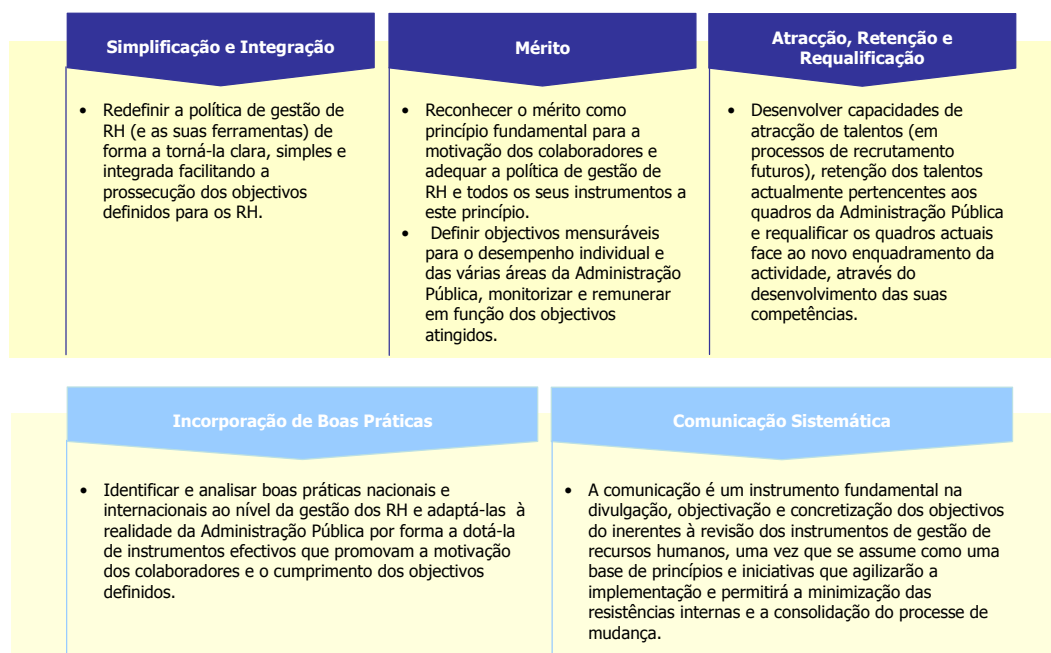 Simplificação e Integração
• Redefinir a política de gestão de
RH (e as suas ferramentas) de
forma a torná-la clara, simples e
integrada facilitando a
prossecução dos objectivos
definidos para os RH.
Mérito
• Reconhecer o mérito como
princípio fundamental para a
motivação dos colaboradores e
adequar a política de gestão de
RH e todos os seus instrumentos a
este princípio.
• Definir objectivos mensuráveis
para o desempenho individual e
das várias áreas da Administração
Pública, monitorizar e remunerar
em função dos objectivos
atingidos.
Atracção, Retenção e
Requalificação
• Desenvolver capacidades de
atracção de talentos (em
processos de recrutamento
futuros), retenção dos talentos
actualmente pertencentes aos
quadros da Administração Pública
e requalificar os quadros actuais
face ao novo enquadramento da
actividade, através do
desenvolvimento das suas
competências.
Incorporação de Boas Práticas
• Identificar e analisar boas práticas nacionais e
internacionais ao nível da gestão dos RH e adaptá-las à
realidade da Administração Pública por forma a dotá-la
de instrumentos efectivos que promovam a motivação
dos colaboradores e o cumprimento dos objectivos
definidos.
Comunicação Sistemática
• A comunicação é um instrumento fundamental na
divulgação, objectivação e concretização dos objectivos
do inerentes à revisão dos instrumentos de gestão de
recursos humanos, uma vez que se assume como uma
base de princípios e iniciativas que agilizarão a
implementação e permitirá a minimização das
resistências internas e a consolidação do processe de
mudança.